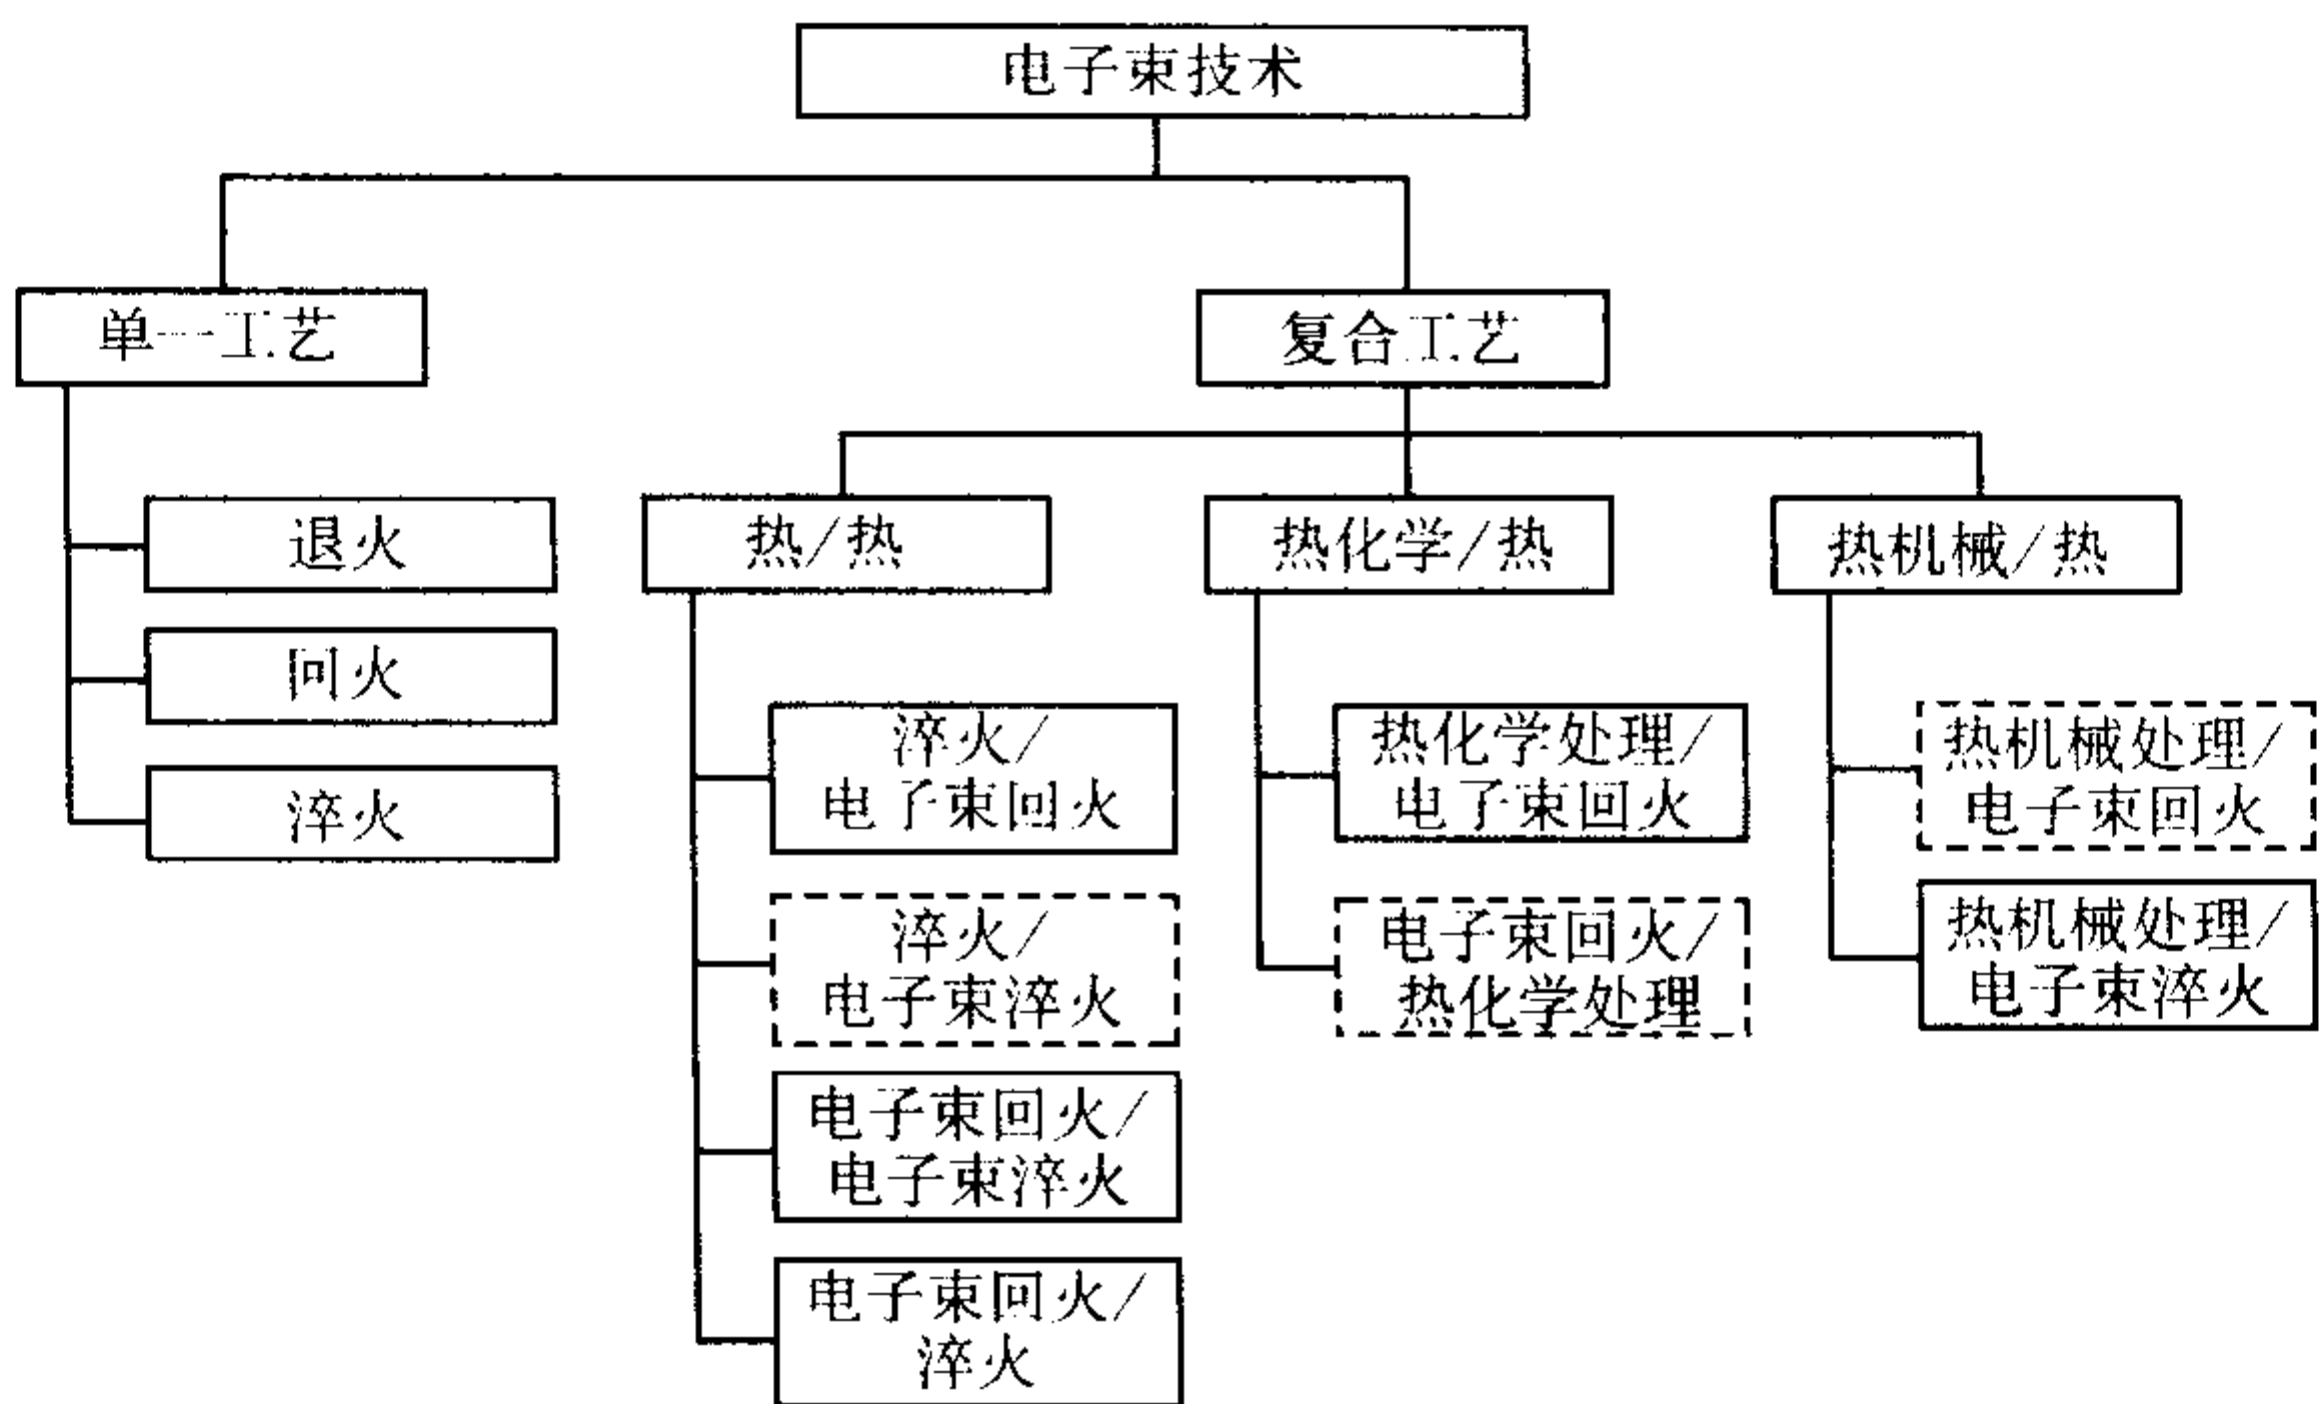 电子束技术
单一工艺
复合工艺
退火
回火
淬火
热/热
热化学/热
热机械/热
淬火/
电子束回火
淬火/
电子束淬火
电子束回火/
电子束淬火
电子束回火/
淬火
热化学处理/
电子束回火
电子束回火/
热化学处理
热机械处理/
电子束回火
热机械处理/
电子束淬火